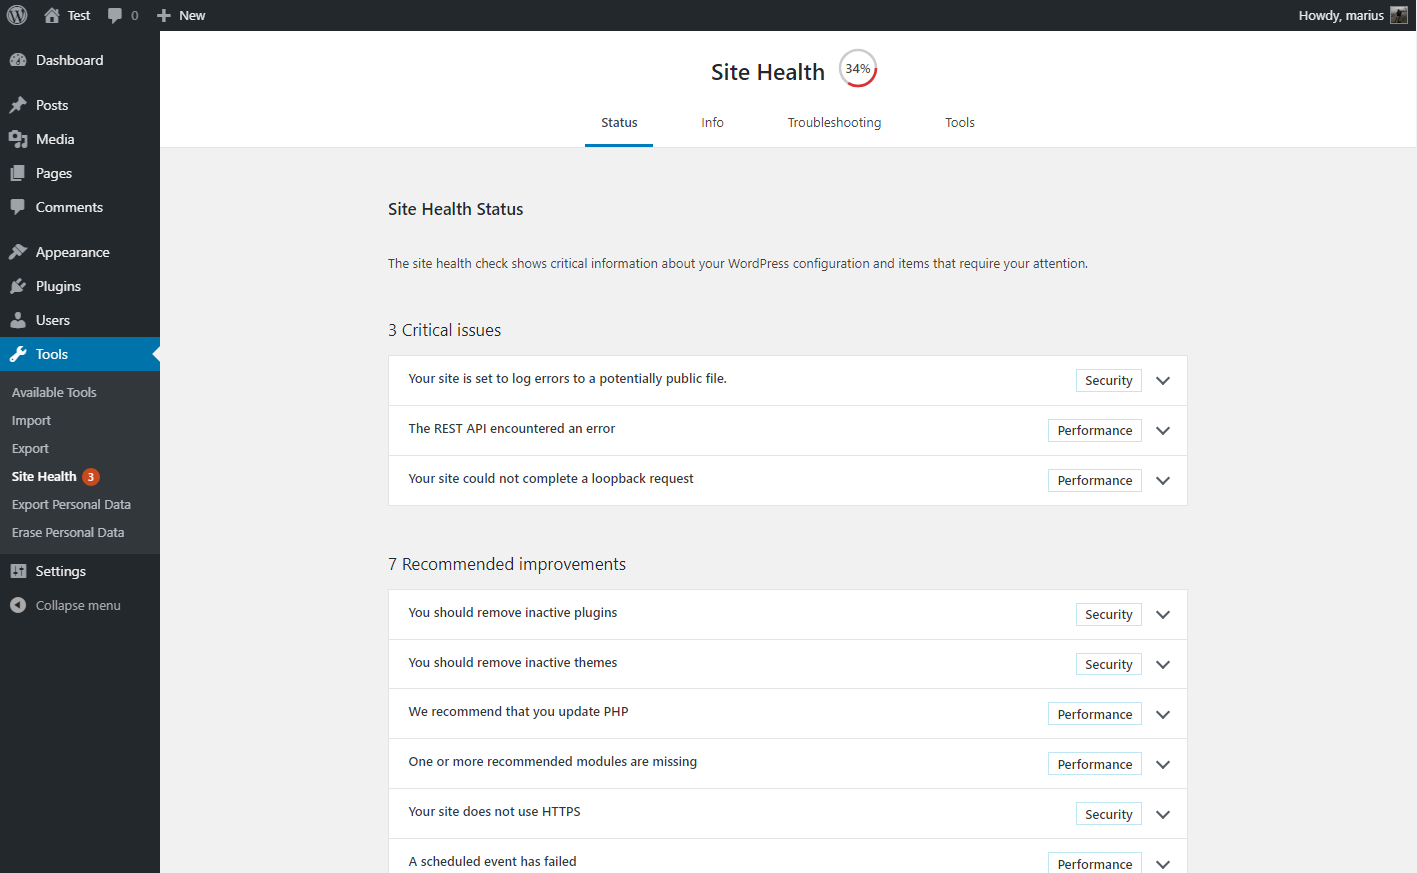 Test 0 New Howdy, marius
Dashboard
Posts
Media
Pages
Comments
Appearance
Plugins
Users
Tools
Available Tools
Import
Export
Site Health 3
Export Personal Data
Erase Personal Data
Settings
Collapse menu
Site Health 34%
Status Info Troubleshooting Tools
Site Health Status
The site health check shows critical information about your WordPress configuration and items that require your attention.
3 Critical issues
Your site is set to log errors to a potentially public file. Security
The REST API encountered an error Performance
Your site could not complete a loopback request Performance
7 Recommended improvements
You should remove inactive plugins Security
You should remove inactive themes Security
We recommend that you update PHP Performance
One or more recommended modules are missing Performance
Your site does not use HTTPS Security
A scheduled event has failed Performance